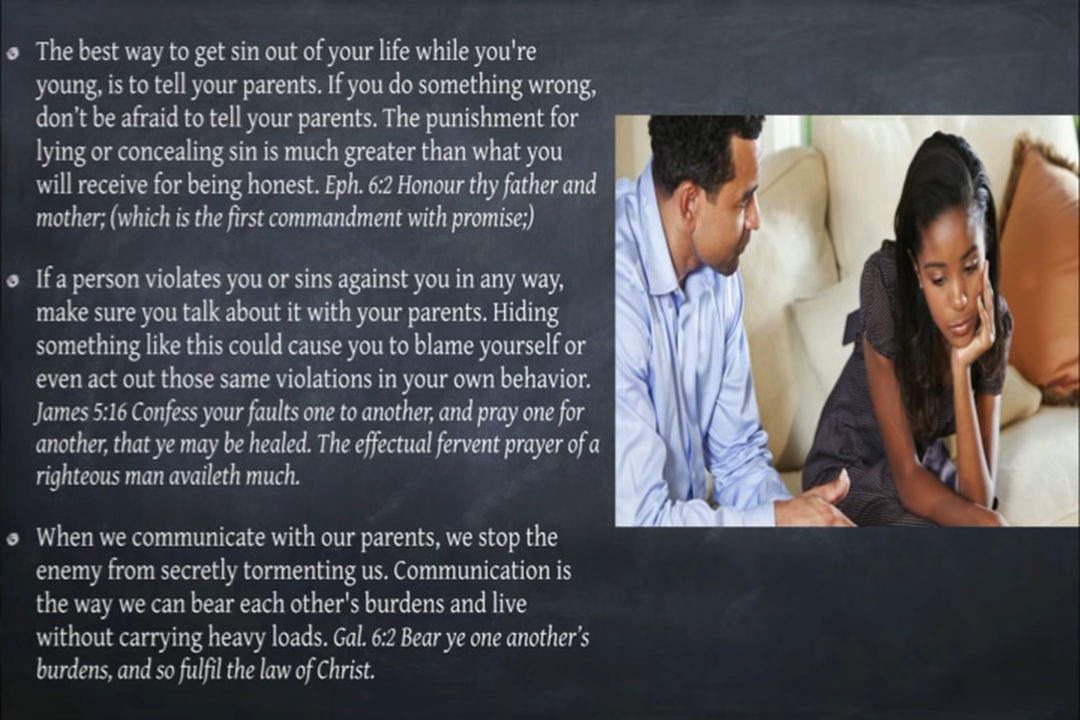 The best way to get sin out of your life while you're
young, is to tell your parents. If you do something wrong,
don’t be afraid to tell your parents. The punishment for
lying or concealing sin is much greater than what you
will receive for being honest. Eph. 6:2 Honour thy father and
mother; (which is the first commandment with promise;)
If a person violates you or sins against you in any way,
make sure you talk about it with your parents. Hiding
something like this could cause you to blame yourself or
even act out those same violations in your own behavior.
James 5:16 Confess your faults one to another, and pray one for
another, that ye may be healed. The effectual fervent prayer of a
righteous man availeth much.
When we communicate with our parents, we stop the
enemy from secretly tormenting us. Communication is
the way we can bear each other's burdens and live
without carrying heavy loads. Gal. 6:2 Bear ye one another’s
burdens, and so fulfil the law of Christ.